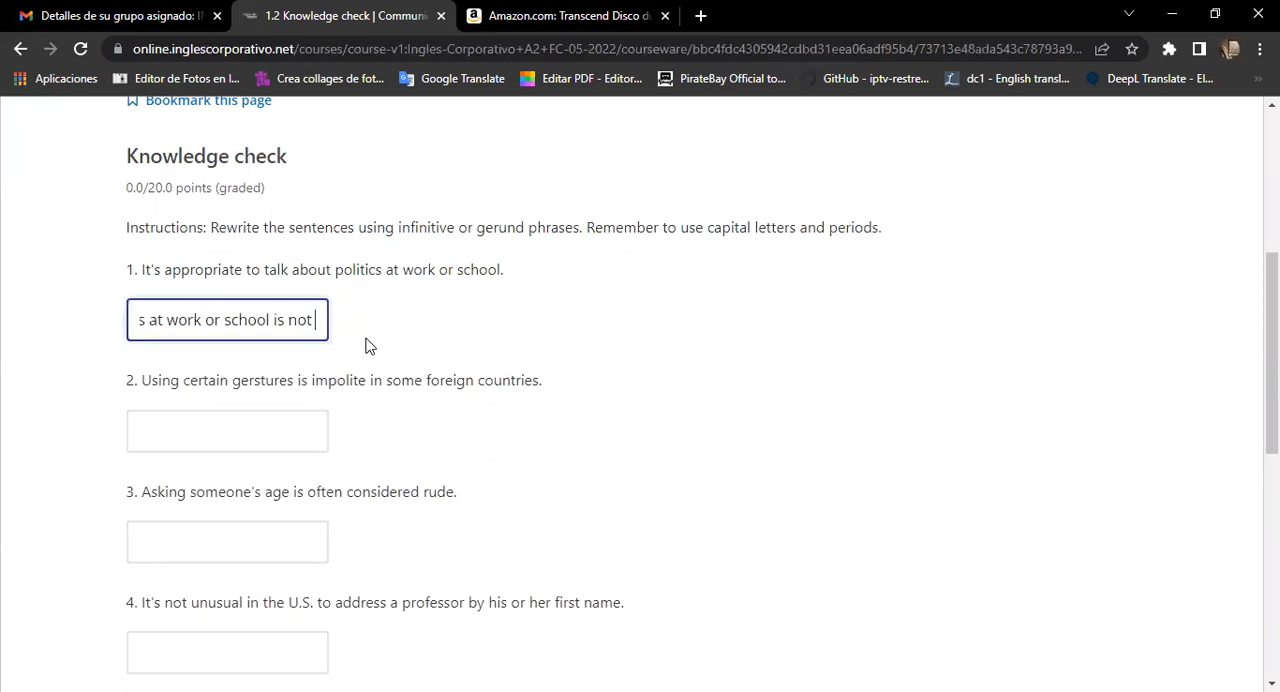 Detalles de su grupo asignado: II
1.2 Knowledge check | Communi
Amazon.com: Transcend Disco du
online.inglescorporativo.net/courses/course-v1:Ingles-Corporativo+A2+FC-05-2022/courseware/bbc4fdc4305942cdbd31eea06adf95b4/73713e48ada543c78793a9...
Aplicaciones
Editor de Fotos en l...
Crea collages de fot...
Google Translate
Editar PDF - Editor...
PirateBay Official to...
GitHub - iptv-restre...
dc1 - English transl...
DeepL Translate - El...
Bookmark this page
Knowledge check
0.0/20.0 points (graded)
Instructions: Rewrite the sentences using infinitive or gerund phrases. Remember to use capital letters and periods.
1. It's appropriate to talk about politics at work or school.
s at work or school is not
2. Using certain gerstures is impolite in some foreign countries.
3. Asking someone's age is often considered rude.
4. It's not unusual in the U.S. to address a professor by his or her first name.